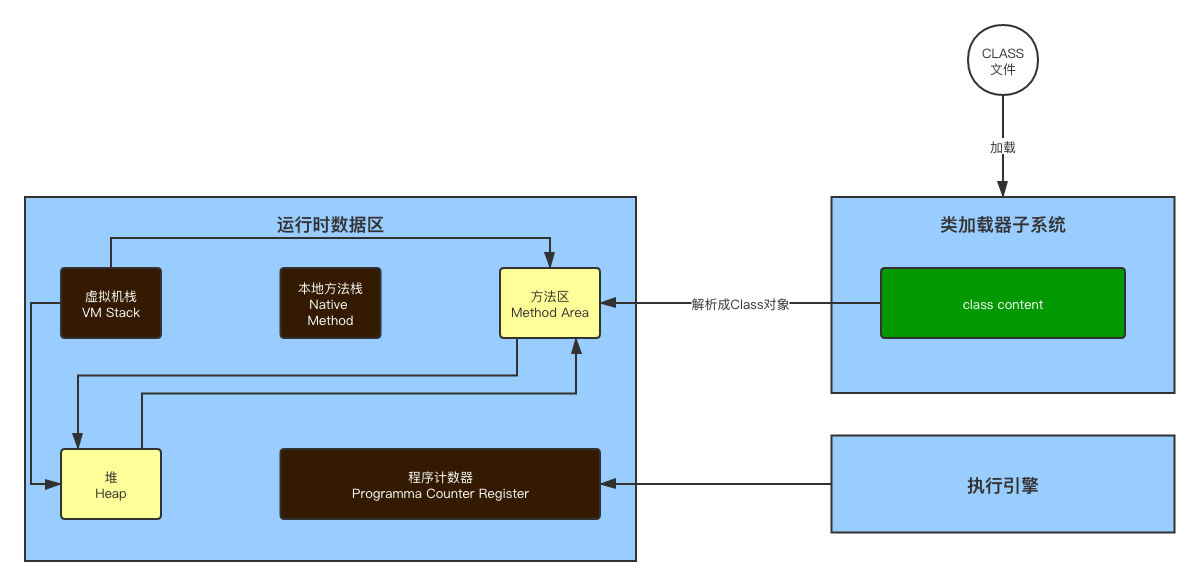 CLASS
文件
加载
运行时数据区
类加载器子系统
虚拟机栈
VM Stack
本地方法栈
Native
Method
方法区
Method Area
解析成Class对象
class content
堆
Heap
程序计数器
Programma Counter Register
执行引擎